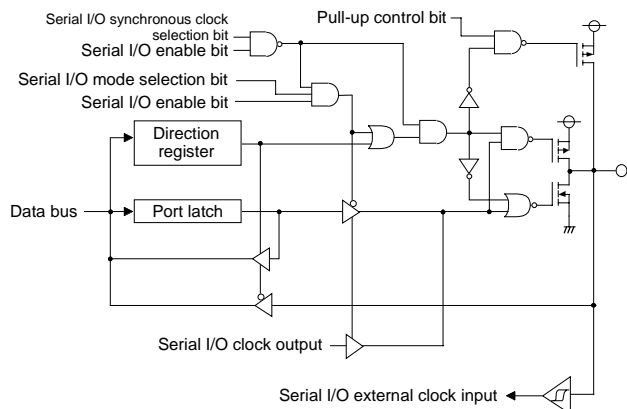 Serial I/O synchronous clock
selection bit
Serial I/O enable bit
Pull-up control bit
Serial I/O mode selection bit
Serial I/O enable bit
Direction
register
Data bus
Port latch
Serial I/O clock output
Serial I/O external clock input